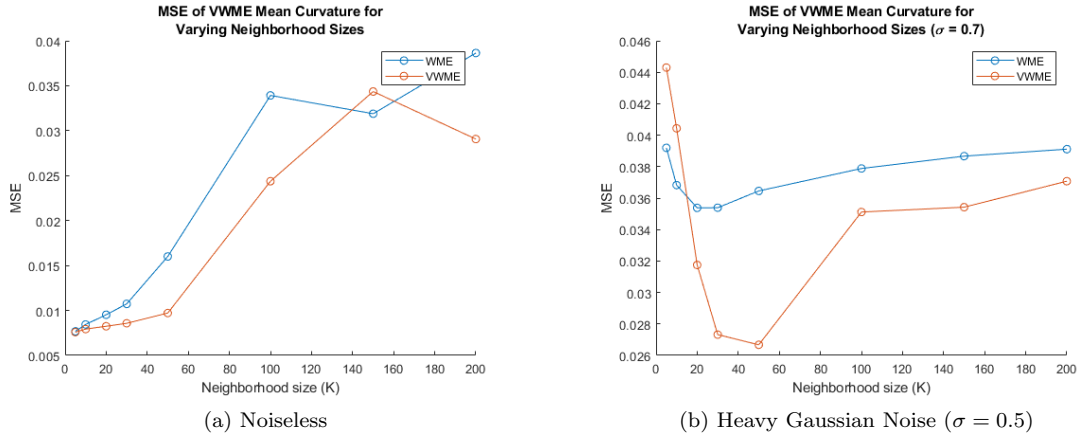 MSE of VWME Mean Curvature for
Varying Neighborhood Sizes
0.04
0.035
0.03
0.025
0.02
0.015
0.01
0.005
MSE
0 20 40 60 80 100 120 140 160 180 200
Neighborhood size (K)
WME
VWME
(a) Noiseless
MSE of VWME Mean Curvature for
Varying Neighborhood Sizes (σ = 0.7)
0.046
0.044
0.042
0.04
0.038
0.036
0.034
0.032
0.03
0.028
0.026
MSE
0 20 40 60 80 100 120 140 160 180 200
Neighborhood size (K)
WME
VWME
(b) Heavy Gaussian Noise (σ = 0.5)